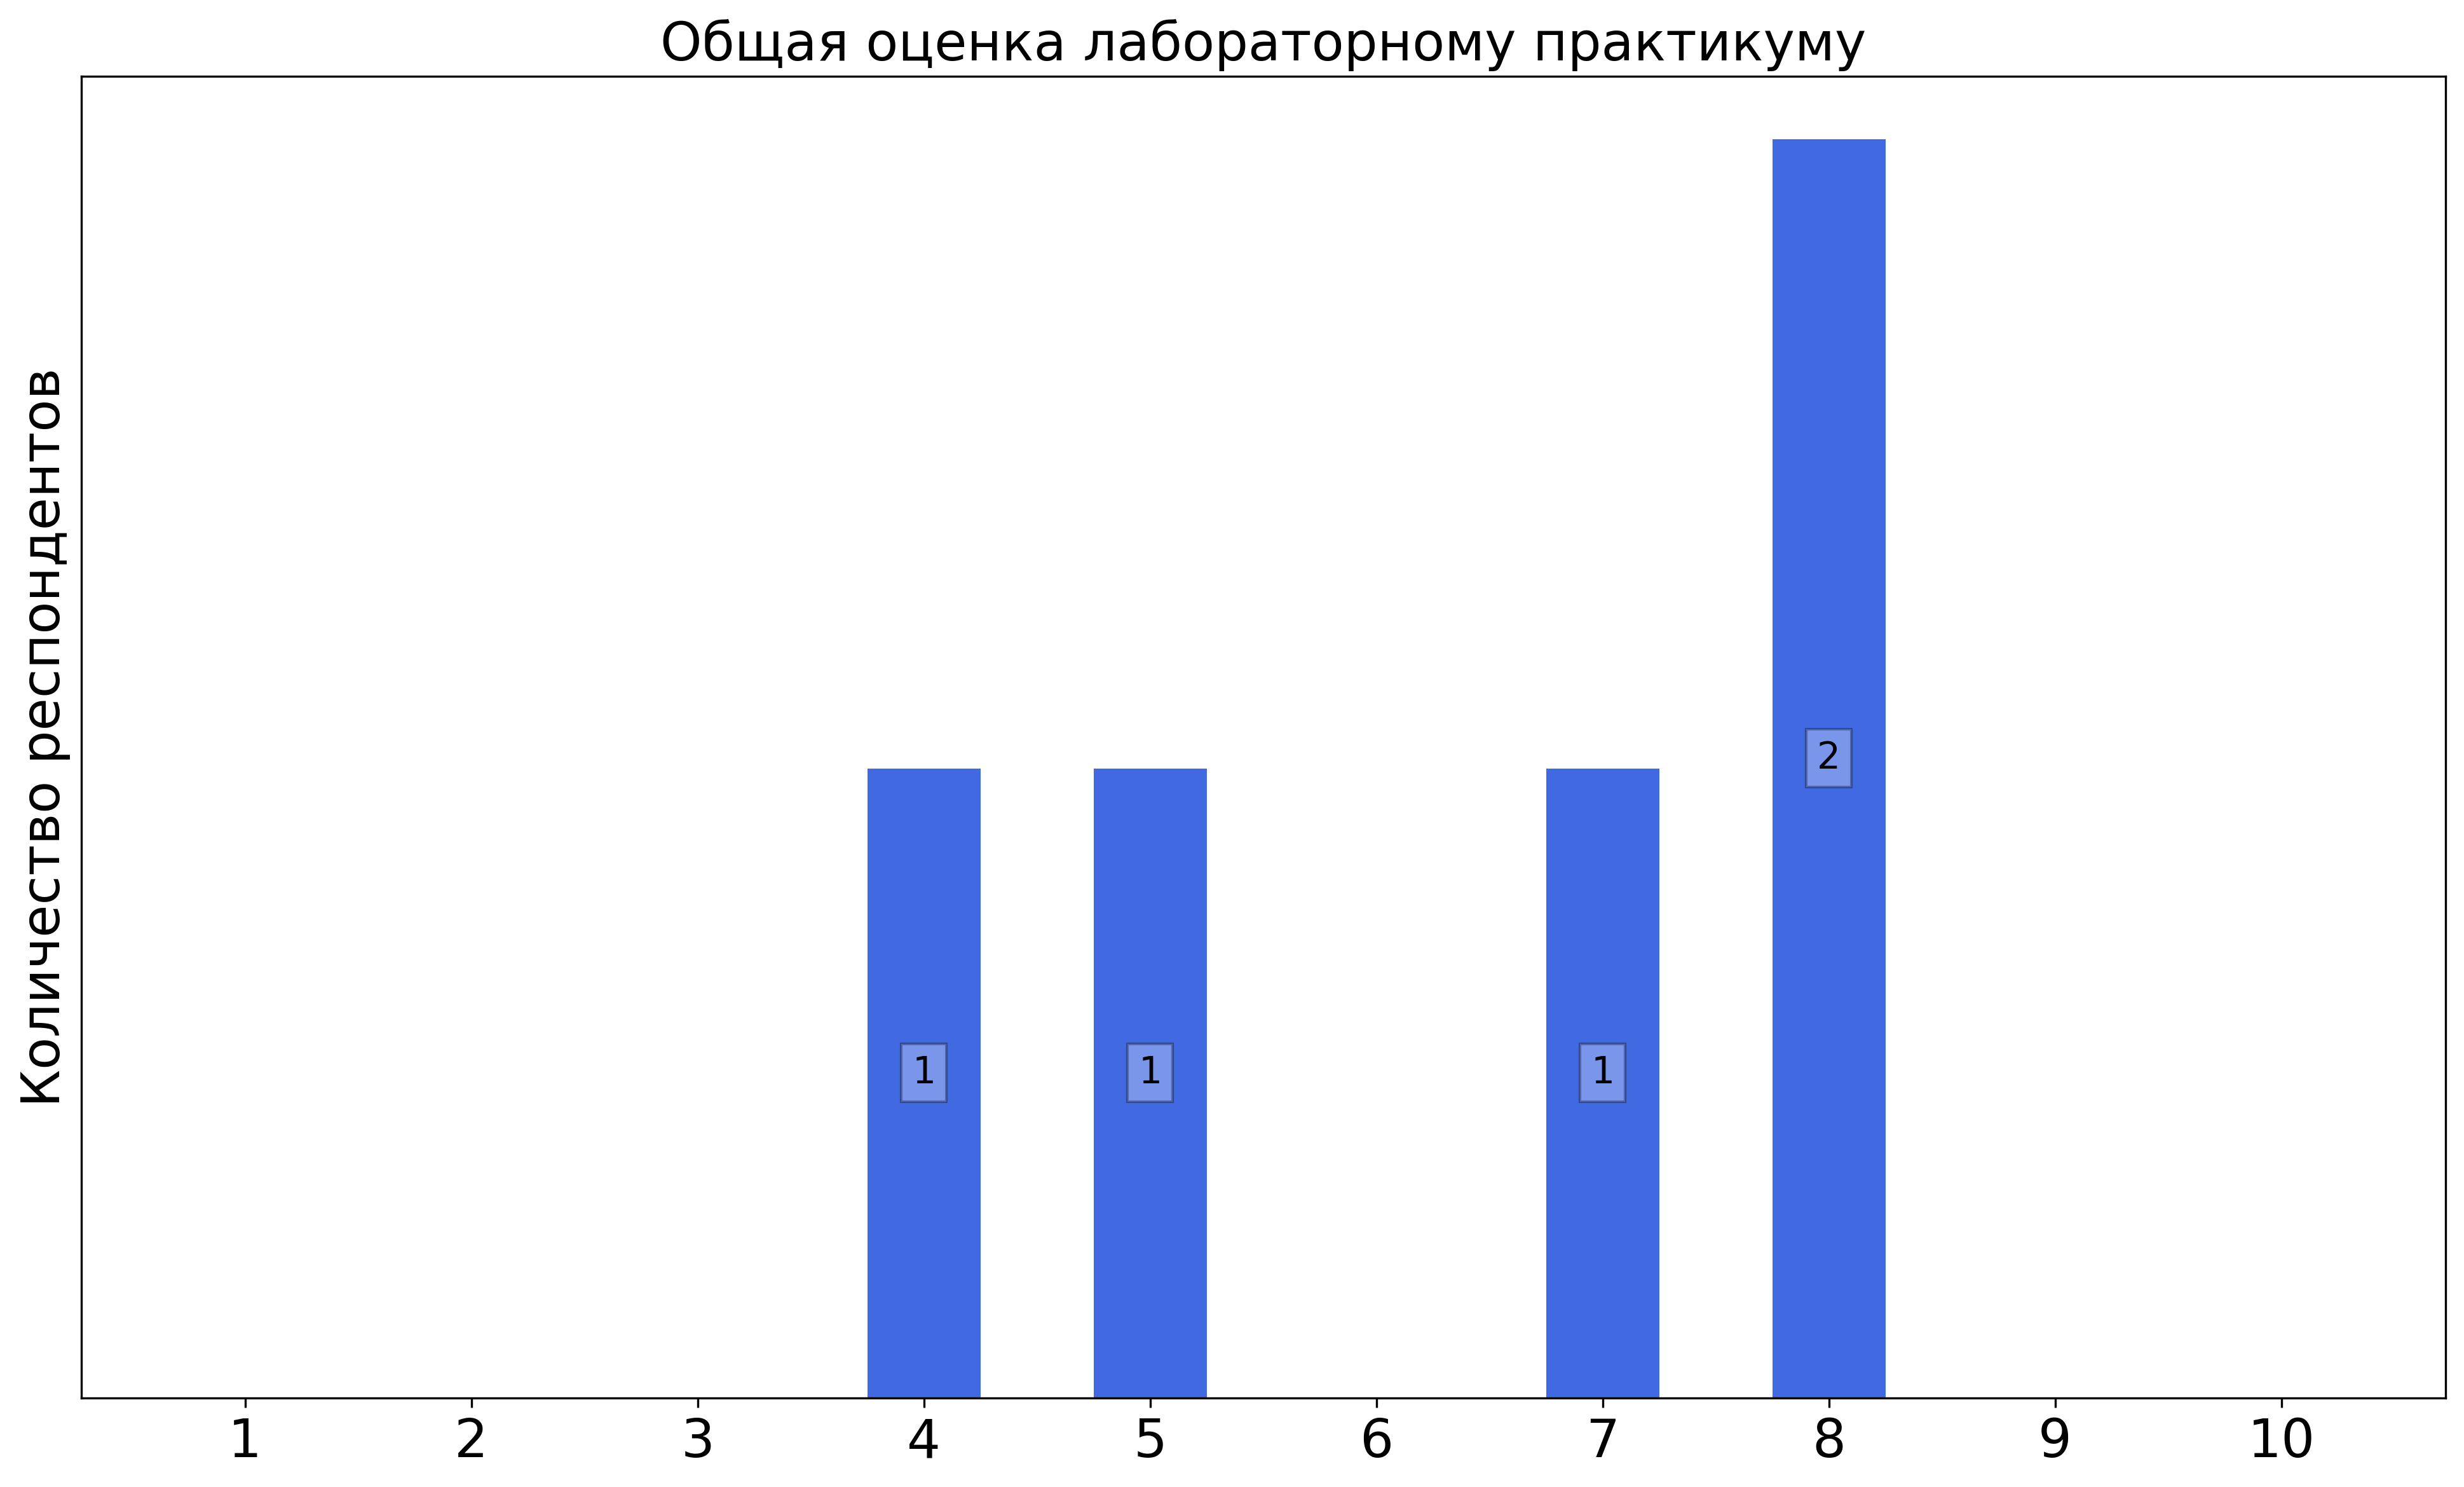 Общая оценка лабораторному практикуму
Количество респондентов
2
1 1 1
1 2 3 4 5 6 7 8 9 10